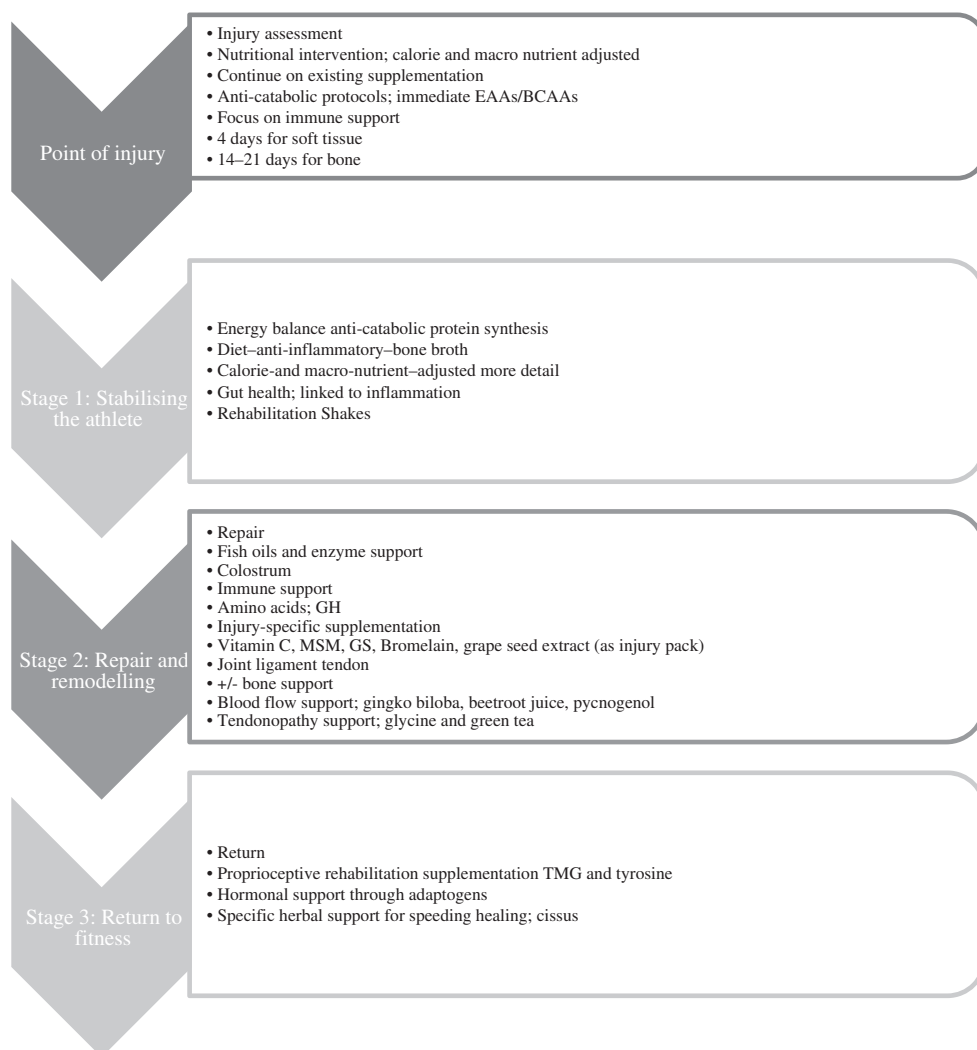 Point of injury
• Injury assessment
• Nutritional intervention; calorie and macro nutrient adjusted
• Continue on existing supplementation
• Anti-catabolic protocols; immediate EAAs/BCAAs
• Focus on immune support
• 4 days for soft tissue
• 14–21 days for bone
Stage 1: Stabilising
the athlete
• Energy balance anti-catabolic protein synthesis
• Diet–anti-inflammatory–bone broth
• Calorie-and macro-nutrient–adjusted more detail
• Gut health; linked to inflammation
• Rehabilitation Shakes
Stage 2: Repair and
remodelling
• Repair
• Fish oils and enzyme support
• Colostrum
• Immune support
• Amino acids; GH
• Injury-specific supplementation
• Vitamin C, MSM, GS, Bromelain, grape seed extract (as injury pack)
• Joint ligament tendon
• +/- bone support
• Blood flow support; gingko biloba, beetroot juice, pycnogenol
• Tendonopathy support; glycine and green tea
Stage 3: Return to
fitness
• Return
• Proprioceptive rehabilitation supplementation TMG and tyrosine
• Hormonal support through adaptogens
• Specific herbal support for speeding healing; cissus